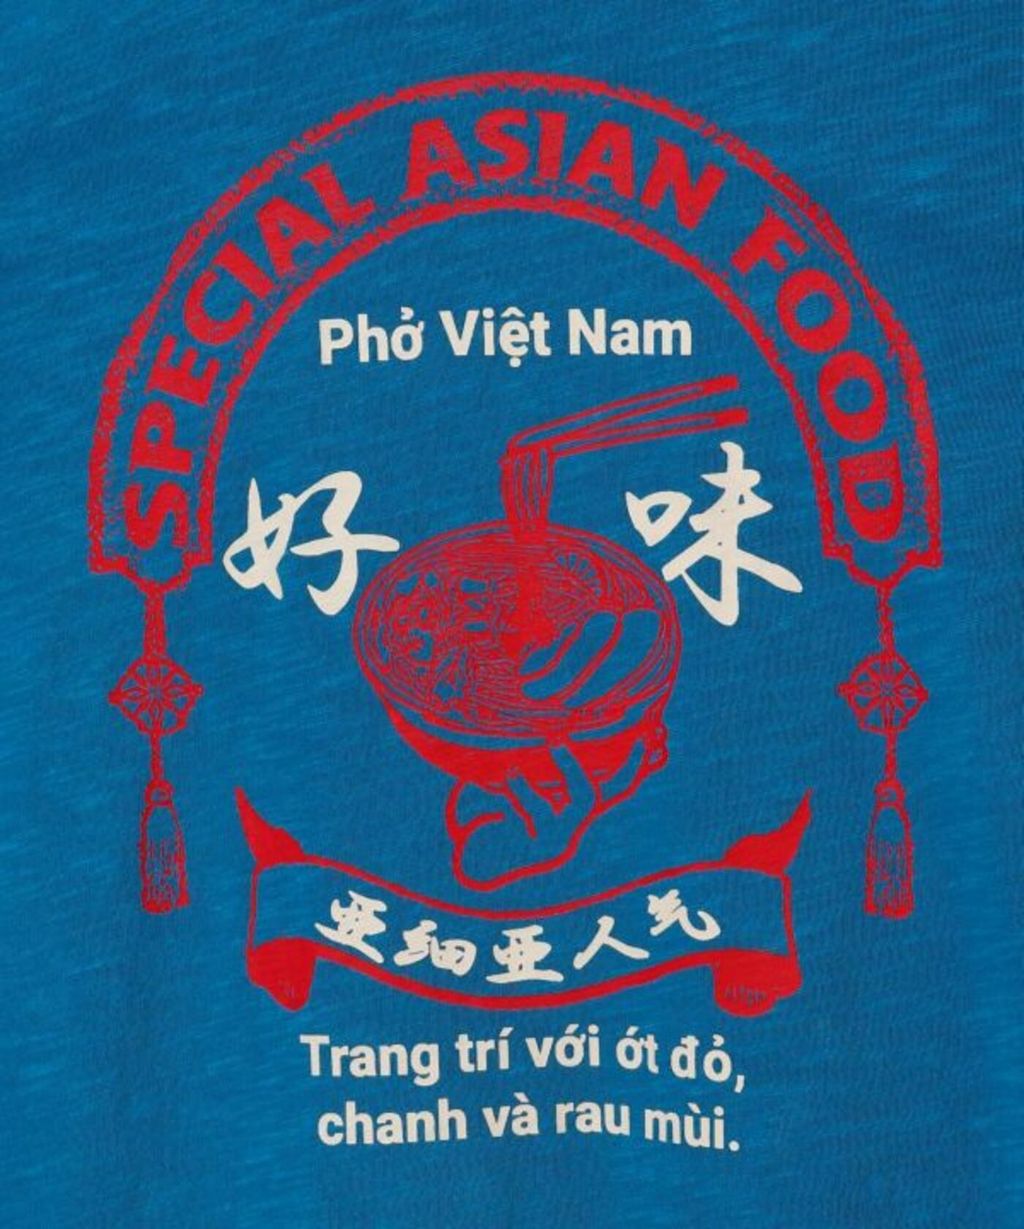 SPECIAL ASIAN FOOD
Phở Việt Nam
好味
亜細亜人气
Trang trí với ớt đỏ,
chanh và rau mùi.